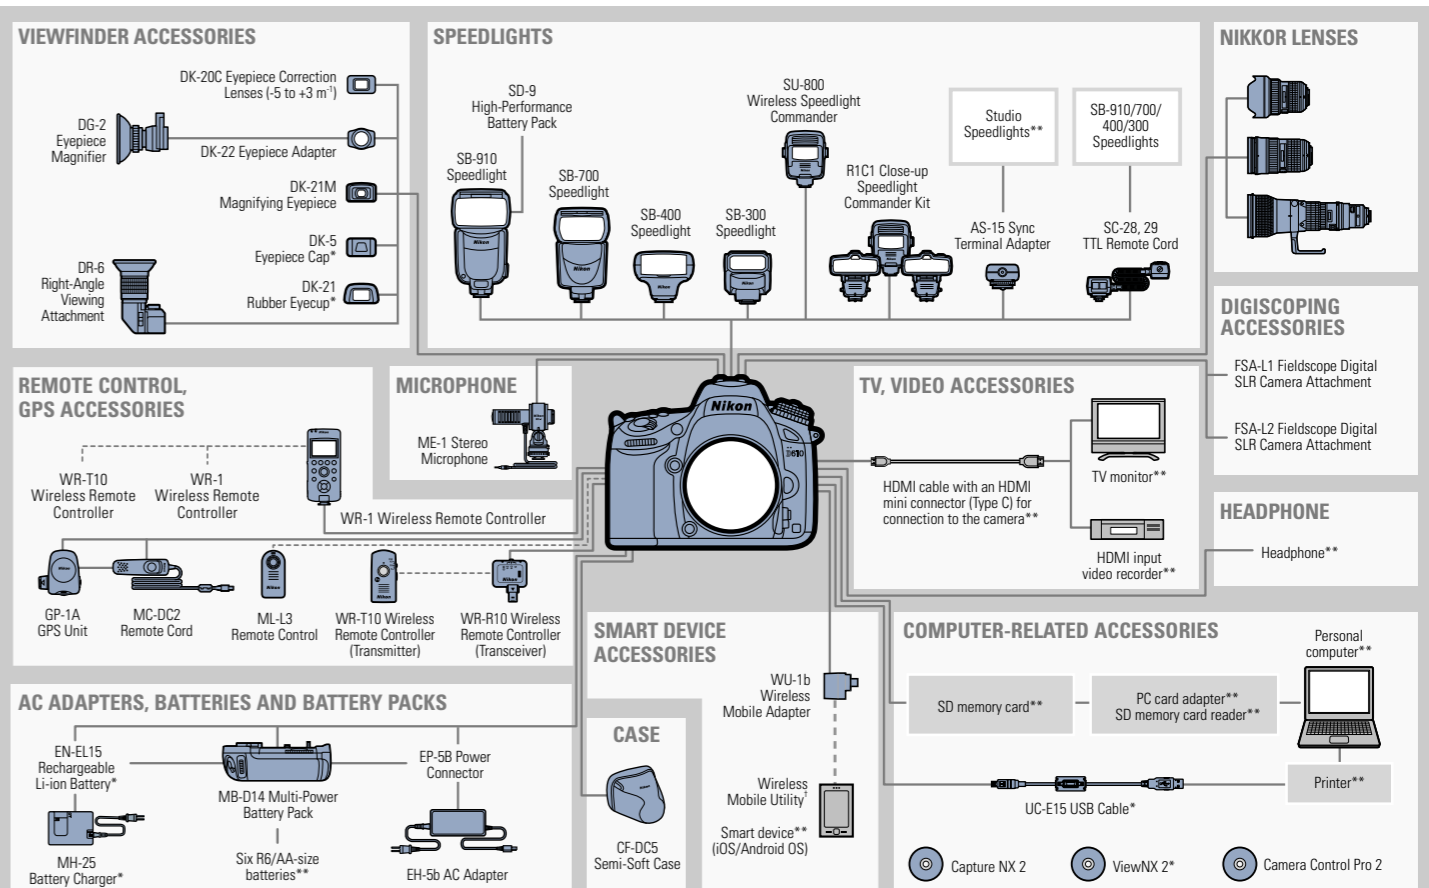 VIEWFINDER ACCESSORIES
DK-20C Eyepiece Correction
Lenses (-5 to +3 m⁻¹)
DG-2
Eyepiece
Magnifier
DK-22 Eyepiece Adapter
DK-21M
Magnifying Eyepiece
DK-5
Eyepiece Cap*
DR-6
Right-Angle
Viewing
Attachment
DK-21
Rubber Eyecup*
SPEEDLIGHTS
SD-9
High-Performance
Battery Pack
SB-910
Speedlight
SB-700
Speedlight
SB-400
Speedlight
SB-300
Speedlight
SU-800
Wireless Speedlight
Commander
R1C1 Close-up
Speedlight
Commander Kit
Studio
Speedlights**
AS-15 Sync
Terminal Adapter
SB-910/700/
400/300
Speedlights
SC-28, 29
TTL Remote Cord
Nikon
Nikon
Nikon
Nikon
NIKKOR LENSES
DIGISCOPING
ACCESSORIES
FSA-L1 Fieldscope Digital
SLR Camera Attachment
FSA-L2 Fieldscope Digital
SLR Camera Attachment
REMOTE CONTROL,
GPS ACCESSORIES
WR-T10
Wireless Remote
Controller
WR-1
Wireless Remote
Controller
WR-1 Wireless Remote Controller
GP-1A
GPS Unit
MC-DC2
Remote Cord
ML-L3
Remote Control
WR-T10 Wireless
Remote Controller
(Transmitter)
WR-R10 Wireless
Remote Controller
(Transceiver)
Nikon
Nikon
Nikon
MICROPHONE
ME-1 Stereo
Microphone
Nikon
D610
TV, VIDEO ACCESSORIES
HDMI cable with an HDMI
mini connector (Type C) for
connection to the camera**
TV monitor**
HDMI input
video recorder**
HEADPHONE
Headphone**
AC ADAPTERS, BATTERIES AND BATTERY PACKS
EN-EL15
Rechargeable
Li-ion Battery*
MH-25
Battery Charger*
MB-D14 Multi-Power
Battery Pack
Six R6/AA-size
batteries**
EP-5B Power
Connector
EH-5b AC Adapter
CASE
CF-DC5
Semi-Soft Case
SMART DEVICE
ACCESSORIES
WU-1b
Wireless
Mobile Adapter
Wireless
Mobile Utility†
Smart device**
(iOS/Android OS)
COMPUTER-RELATED ACCESSORIES
SD memory card**
PC card adapter**
SD memory card reader**
Personal
computer**
Printer**
UC-E15 USB Cable*
Capture NX 2
ViewNX 2*
Camera Control Pro 2